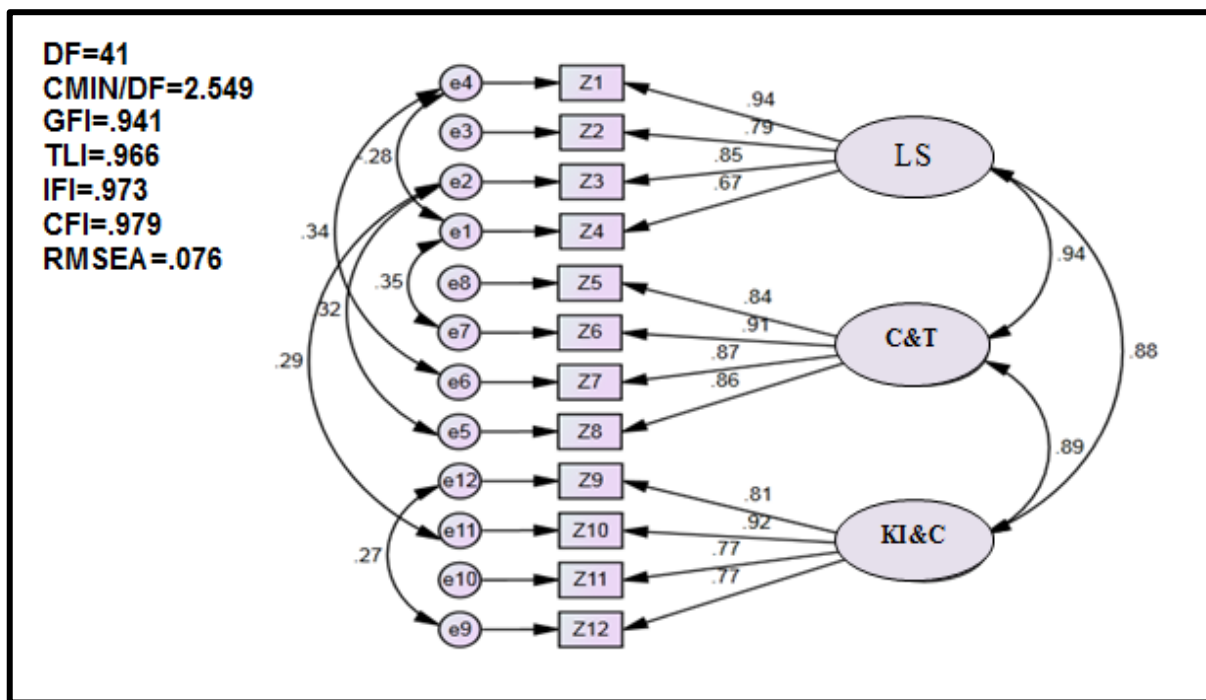 DF=41
CMIN/DF=2.549
GFI=.941
TLI=.966
IFI=.973
CFI=.979
RMSEA=.076
e4 Z1 .94
e3 Z2 .79
-.28 e2 Z3 .85 LS
.67
.34 e1 Z4
.35 e8 Z5 .84 .94
32 e7 Z6 .91 C&T
.29 e6 Z7 .87 .88
e5 Z8 .86
e12 Z9 .81 .89
e11 Z10 .92 KI&C
.27 e10 Z11 .77
e9 Z12 .77